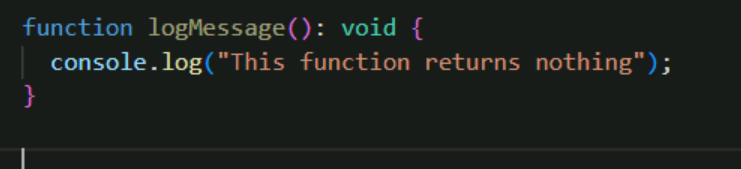 function logMessage(): void {
  console.log("This function returns nothing");
}